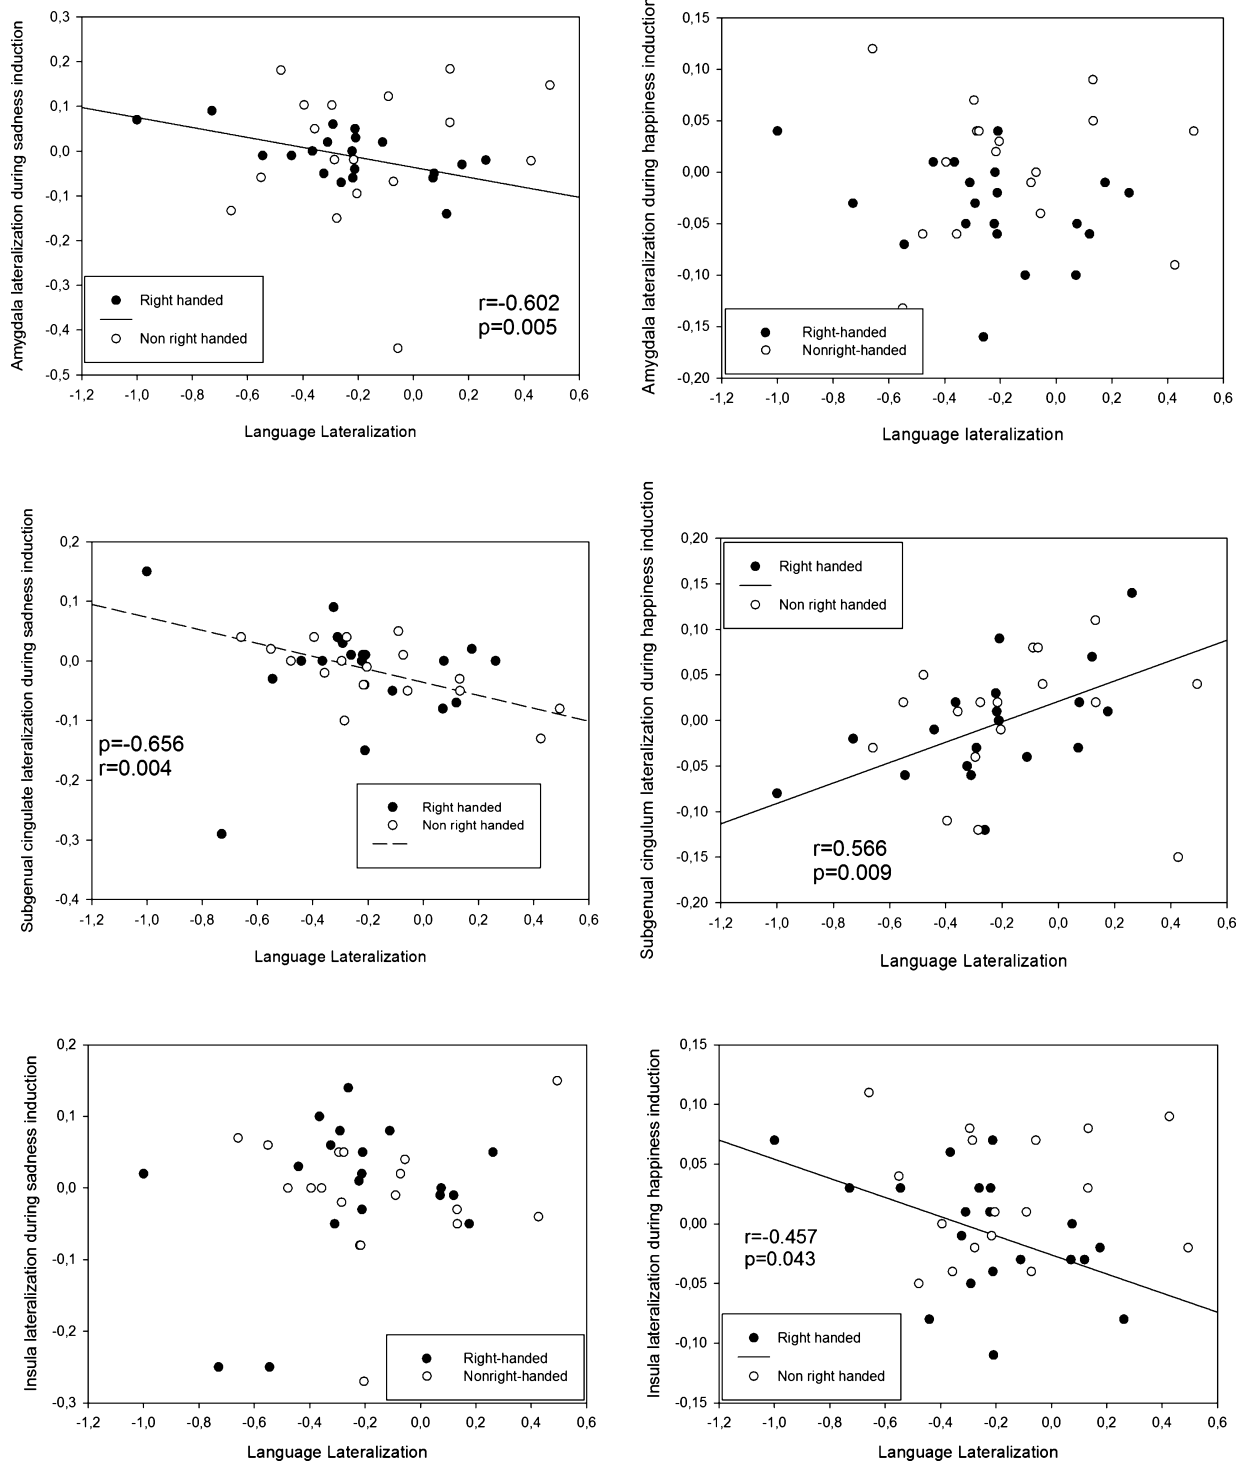 Amygdala lateralization during sadness induction
0,3
0,2
0,1
0,0
-0,1
-0,2
-0,3
-0,4
-0,5
Right handed
Non right handed
r=-0.602
p=0.005
-1,2 -1,0 -0,8 -0,6 -0,4 -0,2 0,0 0,2 0,4 0,6
Language Lateralization
Amygdala lateralization during happiness induction
0,15
0,10
0,05
0,00
-0,05
-0,10
-0,15
-0,20
Right-handed
Nonright-handed
-1,2 -1,0 -0,8 -0,6 -0,4 -0,2 0,0 0,2 0,4 0,6
Language lateralization
Subgenual cingulate lateralization during sadness induction
0,2
0,1
0,0
-0,1
-0,2
-0,3
-0,4
p=-0.656
r=0.004
Right handed
Non right handed
-1,2 -1,0 -0,8 -0,6 -0,4 -0,2 0,0 0,2 0,4 0,6
Language Lateralization
Subgenual cingulum lateralization during happiness induction
0,20
0,15
0,10
0,05
0,00
-0,05
-0,10
-0,15
-0,20
Right handed
Non right handed
r=0.566
p=0.009
-1,2 -1,0 -0,8 -0,6 -0,4 -0,2 0,0 0,2 0,4 0,6
Language Lateralization
Insula lateralization during sadness induction
0,2
0,1
0,0
-0,1
-0,2
-0,3
Right-handed
Nonright-handed
-1,2 -1,0 -0,8 -0,6 -0,4 -0,2 0,0 0,2 0,4 0,6
Language Lateralization
Insula lateralization during happiness induction
0,15
0,10
0,05
0,00
-0,05
-0,10
-0,15
r=-0.457
p=0.043
Right handed
Non right handed
-1,2 -1,0 -0,8 -0,6 -0,4 -0,2 0,0 0,2 0,4 0,6
Language Lateralization